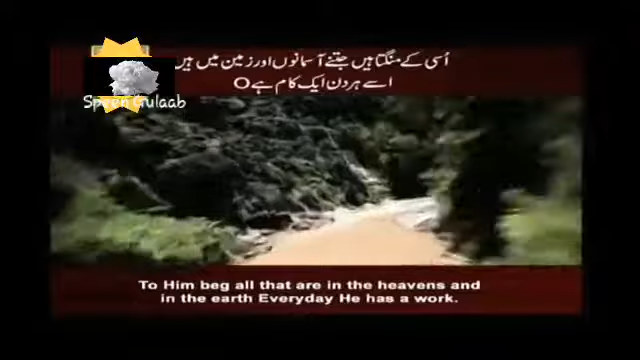 اُسی کے منگتا ہیں جتنے آسمانوں اور زمین میں ہیں
اسے ہر دن ایک کام ہے O
Speen Gulaab
To Him beg all that are in the heavens and
in the earth Everyday He has a work.